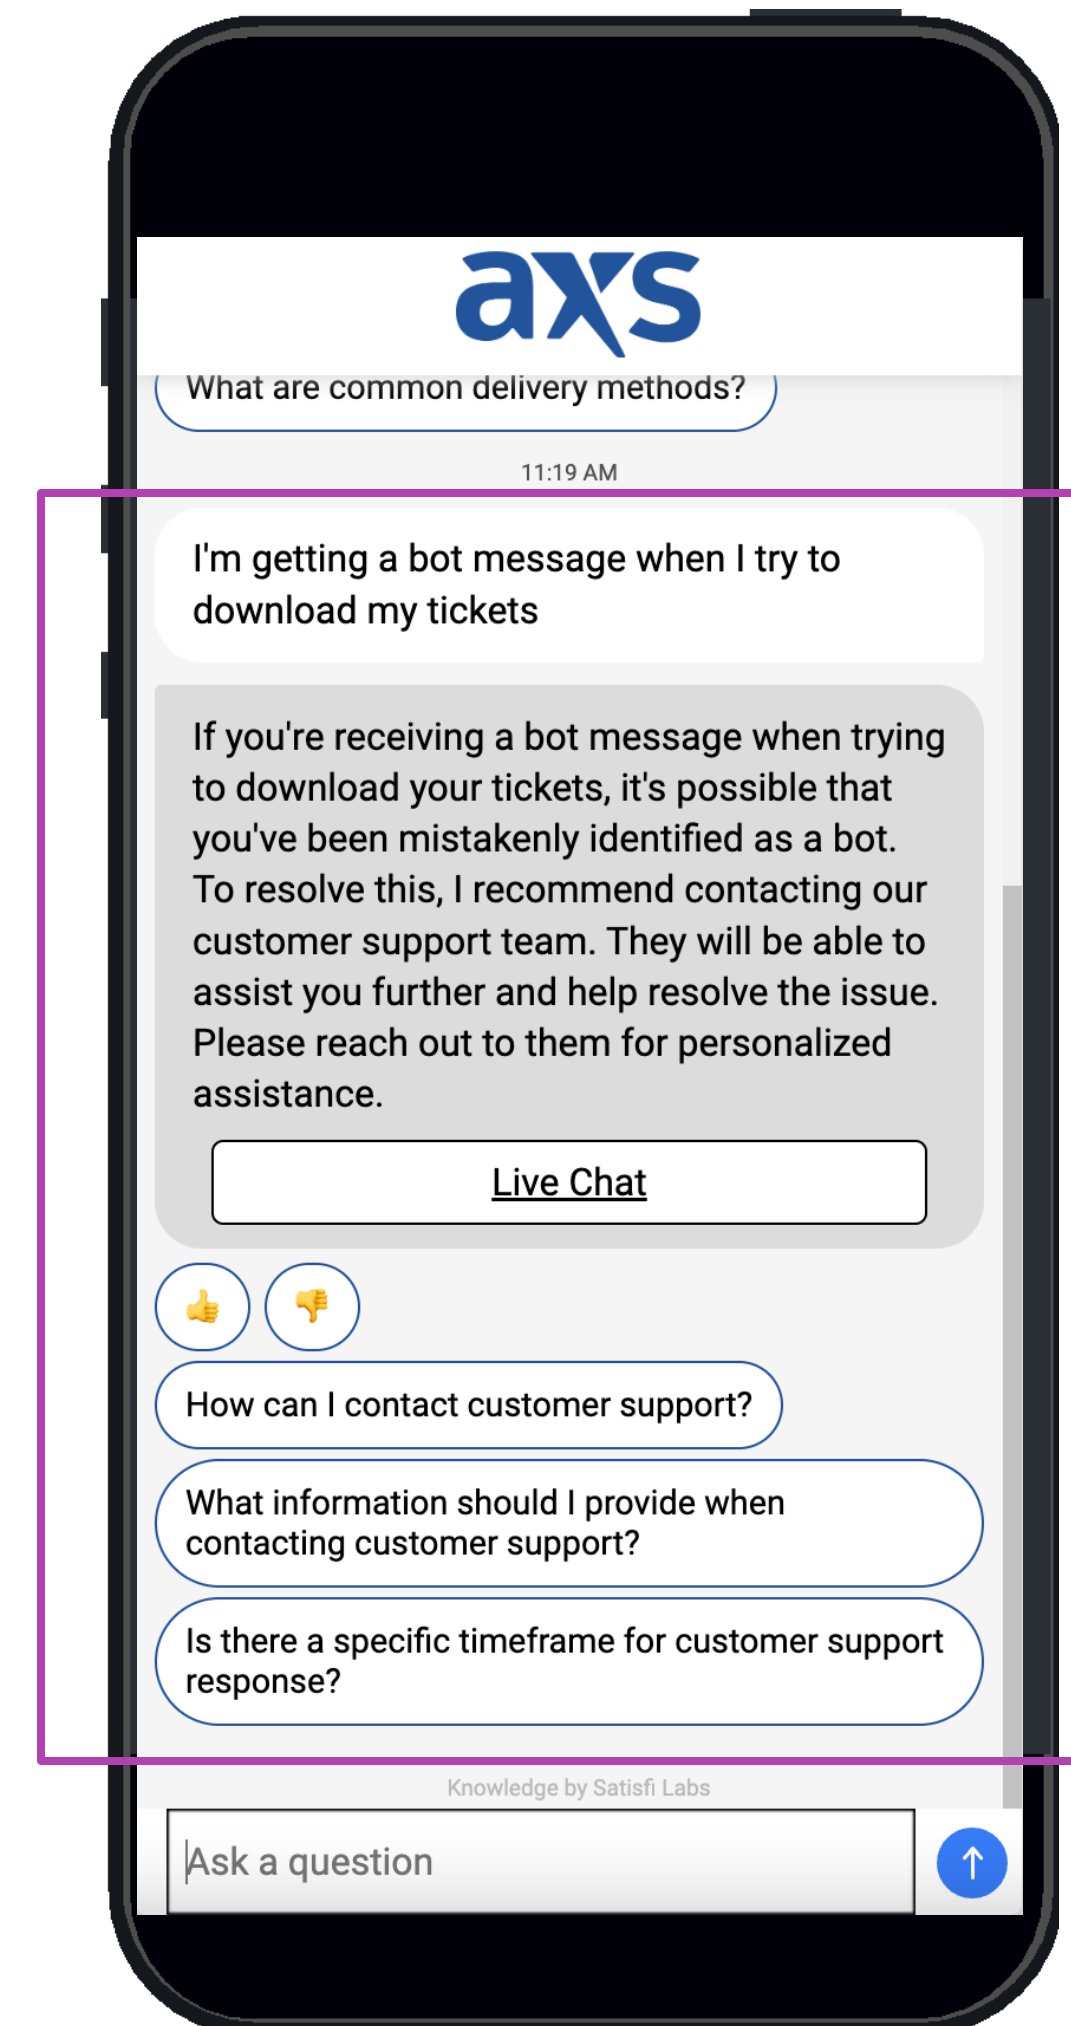 axs
What are common delivery methods?
11:19 AM
I'm getting a bot message when I try to
download my tickets
If you're receiving a bot message when trying
to download your tickets, it's possible that
you've been mistakenly identified as a bot.
To resolve this, I recommend contacting our
customer support team. They will be able to
assist you further and help resolve the issue.
Please reach out to them for personalized
assistance.
Live Chat
How can I contact customer support?
What information should I provide when
contacting customer support?
Is there a specific timeframe for customer support
response?
Knowledge by Satisfi Labs
Ask a question